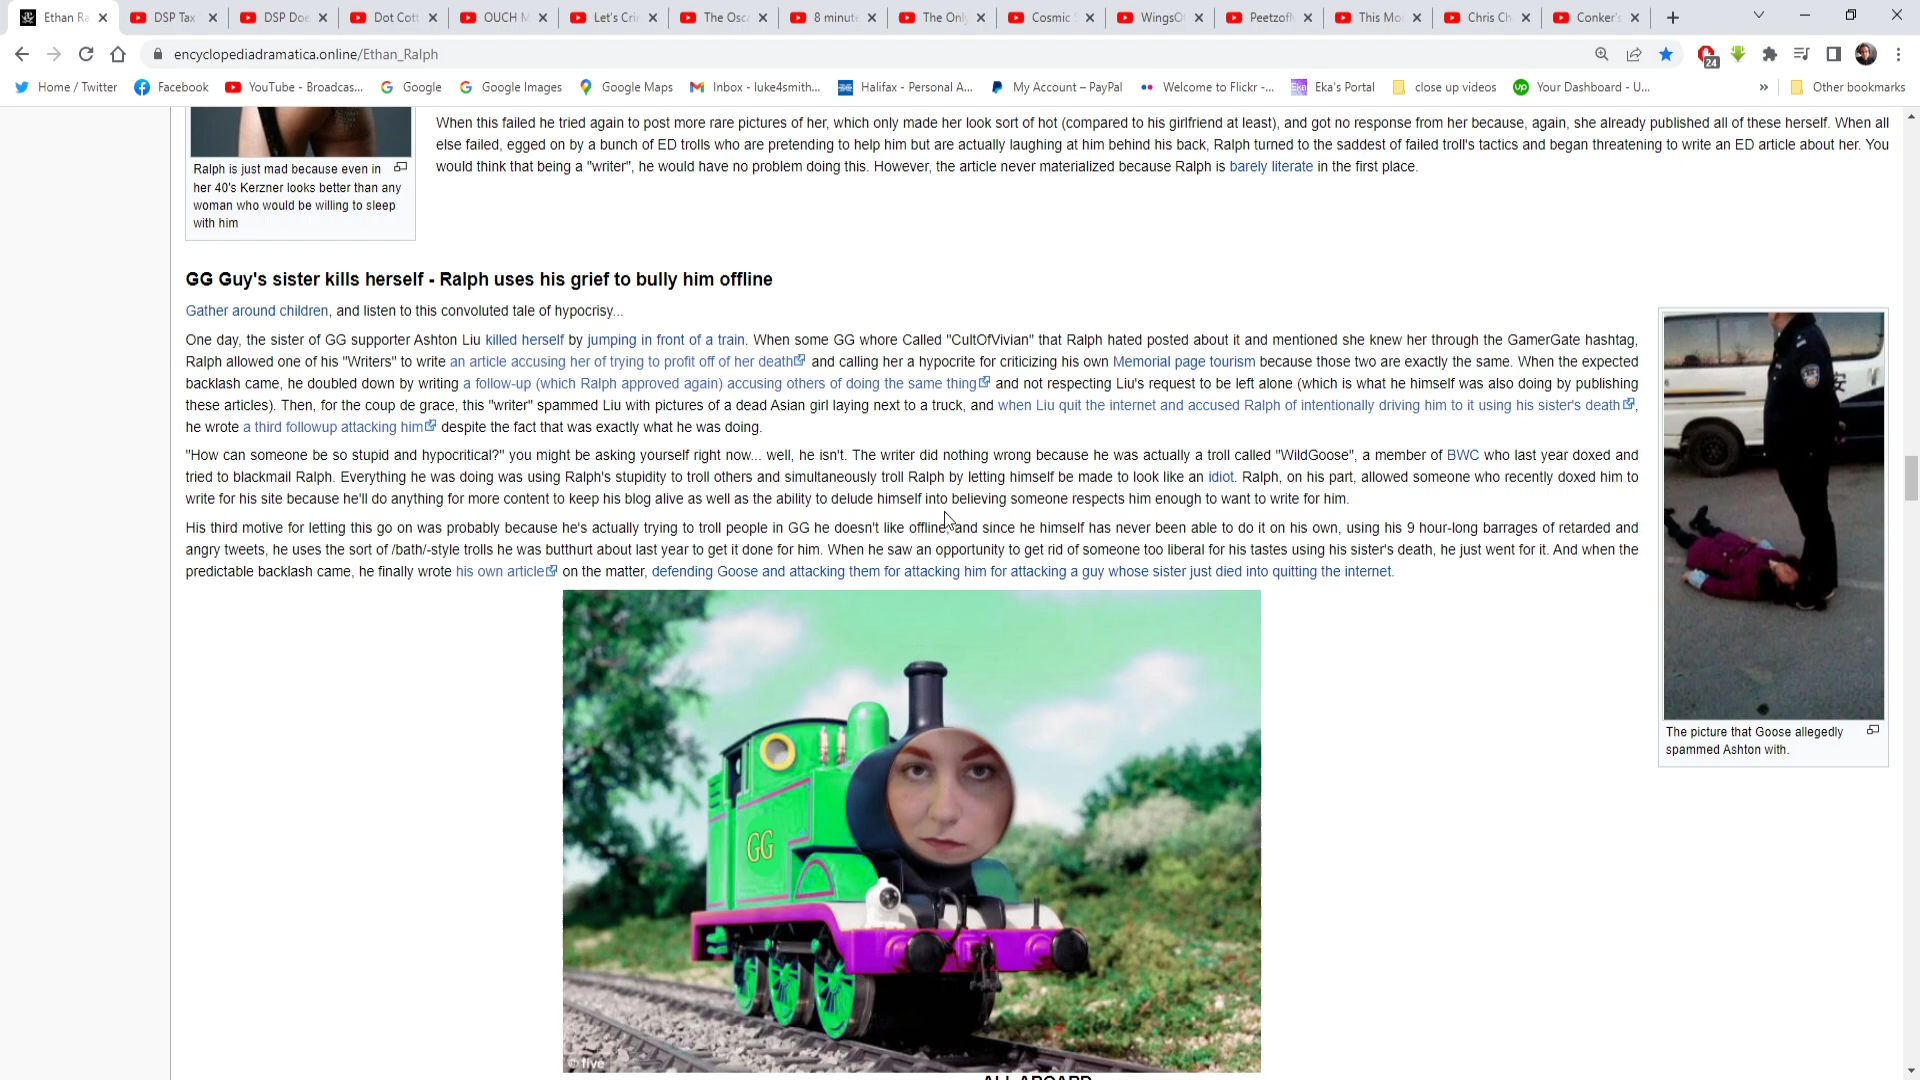 Ethan Ra
DSP Tax
DSP Doe
Dot Cott
OUCH M
Let's Cri
The Osca
8 minute
The Only
Cosmic
WingsOf
PeetzofN
This Mo
Chris Ch
Conker's
encyclopediadramatica.online/Ethan_Ralph
24
Home / Twitter
Facebook
YouTube - Broadcas...
Google
Google Images
Google Maps
Inbox - luke4smith...
Halifax - Personal A...
My Account – PayPal
Welcome to Flickr -...
Eka's Portal
close up videos
Your Dashboard - U...
»
Other bookmarks
When this failed he tried again to post more rare pictures of her, which only made her look sort of hot (compared to his girlfriend at least), and got no response from her because, again, she already published all of these herself. When all
else failed, egged on by a bunch of ED trolls who are pretending to help him but are actually laughing at him behind his back, Ralph turned to the saddest of failed troll's tactics and began threatening to write an ED article about her. You
would think that being a "writer", he would have no problem doing this. However, the article never materialized because Ralph is barely literate in the first place.
Ralph is just mad because even in
her 40's Kerzner looks better than any
woman who would be willing to sleep
with him
GG Guy's sister kills herself - Ralph uses his grief to bully him offline
Gather around children, and listen to this convoluted tale of hypocrisy...
One day, the sister of GG supporter Ashton Liu killed herself by jumping in front of a train. When some GG whore Called "CultOfVivian" that Ralph hated posted about it and mentioned she knew her through the GamerGate hashtag,
Ralph allowed one of his "Writers" to write an article accusing her of trying to profit off of her death and calling her a hypocrite for criticizing his own Memorial page tourism because those two are exactly the same. When the expected
backlash came, he doubled down by writing a follow-up (which Ralph approved again) accusing others of doing the same thing and not respecting Liu's request to be left alone (which is what he himself was also doing by publishing
these articles). Then, for the coup de grace, this "writer" spammed Liu with pictures of a dead Asian girl laying next to a truck, and when Liu quit the internet and accused Ralph of intentionally driving him to it using his sister's death,
he wrote a third followup attacking him despite the fact that was exactly what he was doing.
"How can someone be so stupid and hypocritical?" you might be asking yourself right now... well, he isn't. The writer did nothing wrong because he was actually a troll called "WildGoose", a member of BWC who last year doxed and
tried to blackmail Ralph. Everything he was doing was using Ralph's stupidity to troll others and simultaneously troll Ralph by letting himself be made to look like an idiot. Ralph, on his part, allowed someone who recently doxed him to
write for his site because he'll do anything for more content to keep his blog alive as well as the ability to delude himself into believing someone respects him enough to want to write for him.
His third motive for letting this go on was probably because he's actually trying to troll people in GG he doesn't like offline, and since he himself has never been able to do it on his own, using his 9 hour-long barrages of retarded and
angry tweets, he uses the sort of /bath/-style trolls he was butthurt about last year to get it done for him. When he saw an opportunity to get rid of someone too liberal for his tastes using his sister's death, he just went for it. And when the
predictable backlash came, he finally wrote his own article on the matter, defending Goose and attacking them for attacking him for attacking a guy whose sister just died into quitting the internet.
安
The picture that Goose allegedly
spammed Ashton with.
GG
© five
ALL ABOARD